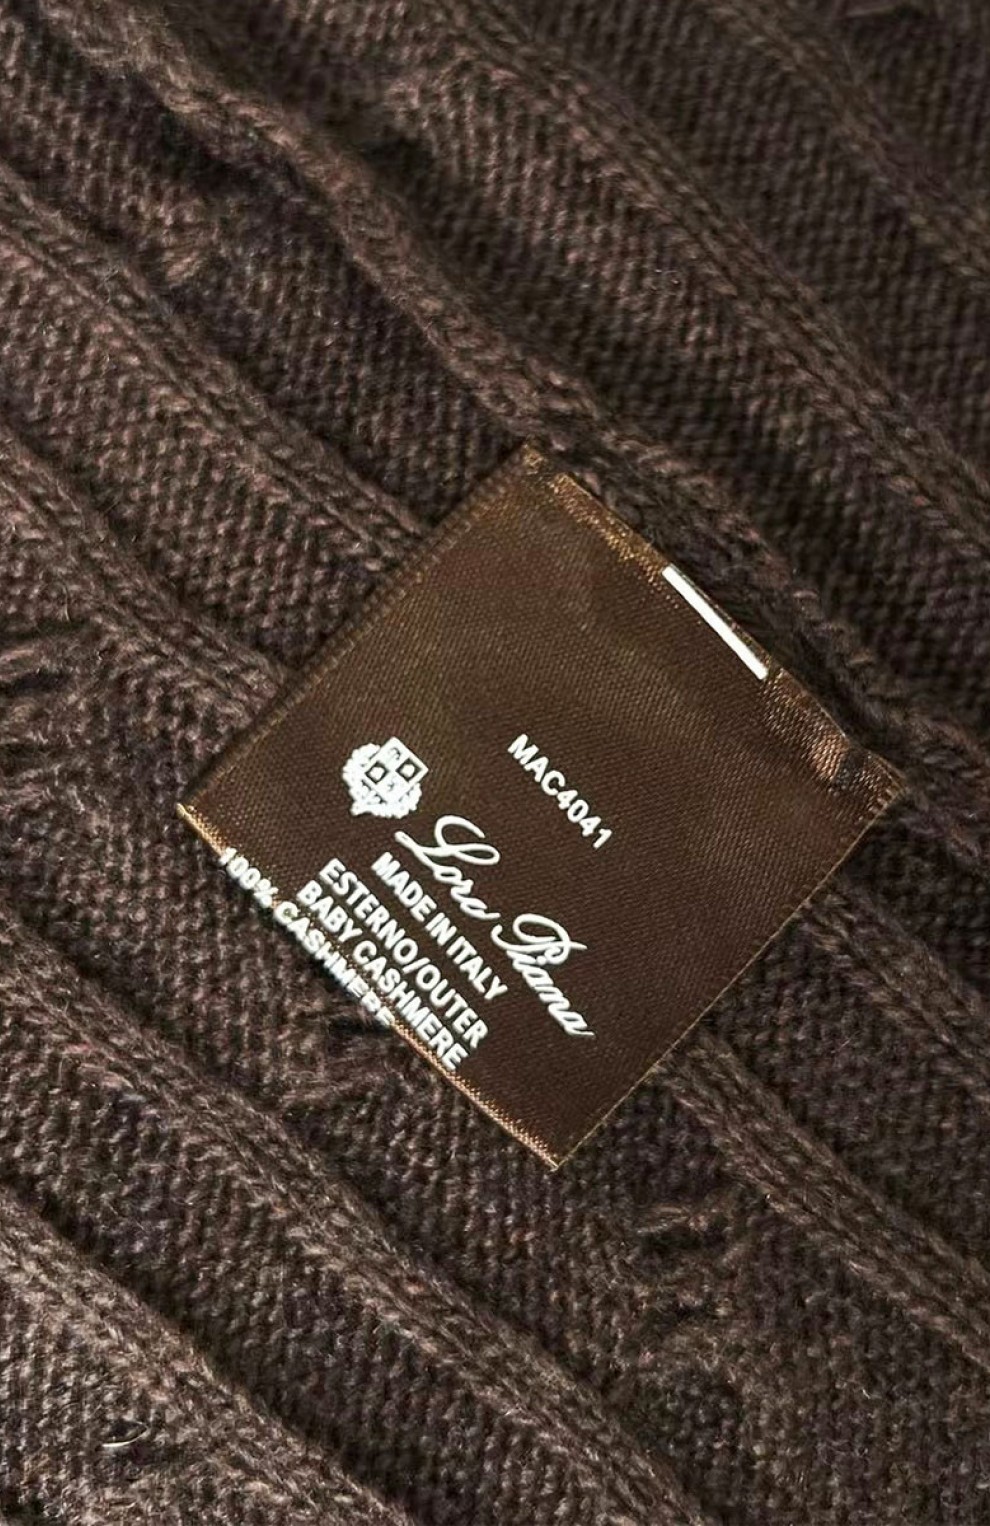 MAC4041
Loro Piana
MADE IN ITALY
ESTERNO/OUTER
BABY CASHMERE
100% CASHMERE